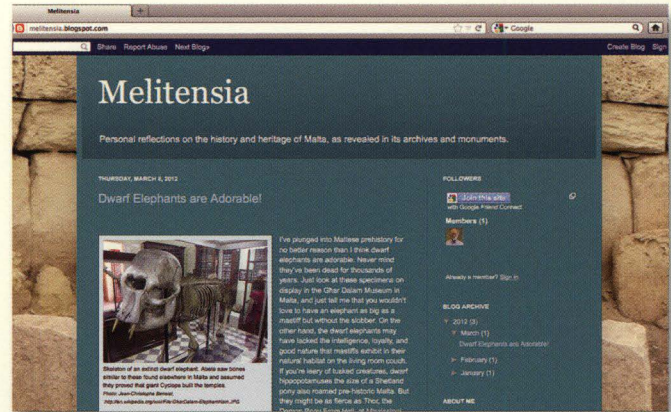 Melitensia
melitensia.blogspot.com
Google
Share Report Abuse Next Blog»
Create Blog Sign
Melitensia
Personal reflections on the history and heritage of Malta, as revealed in its archives and monuments.
THURSDAY, MARCH 8, 2012
Dwarf Elephants are Adorable!
I've plunged into Maltese prehistory for
no better reason than I think dwarf
elephants are adorable. Never mind
they've been dead for thousands of
years. Just look at these specimens on
display in the Ghar Dalam Museum in
Malta, and just tell me that you wouldn't
love to have an elephant as big as a
mastiff but without the slobber. On the
other hand, the dwarf elephants may
have lacked the intelligence, loyalty, and
good nature that mastiffs exhibit in their
natural habitat on the living room couch.
If you're leery of tusked creatures, dwarf
hippopotamuses the size of a Shetland
pony also roamed pre-historic Malta. But
they might be as fierce as Thor, the
Demon Pony From Hell, at
Skeleton of an extinct dwarf elephant. Abela saw bones
similar to these found elsewhere in Malta and assumed
they proved that giant Cyclops built the temples.
Photo: Jean-Christophe Benoist,
FOLLOWERS
Join this site
with Google Friend Connect
Members (1)
Already a member? Sign in
BLOG ARCHIVE
▼ 2012 (3)
▼ March (1)
Dwarf Elephants are Adorable!
► February (1)
► January (1)
ABOUT ME